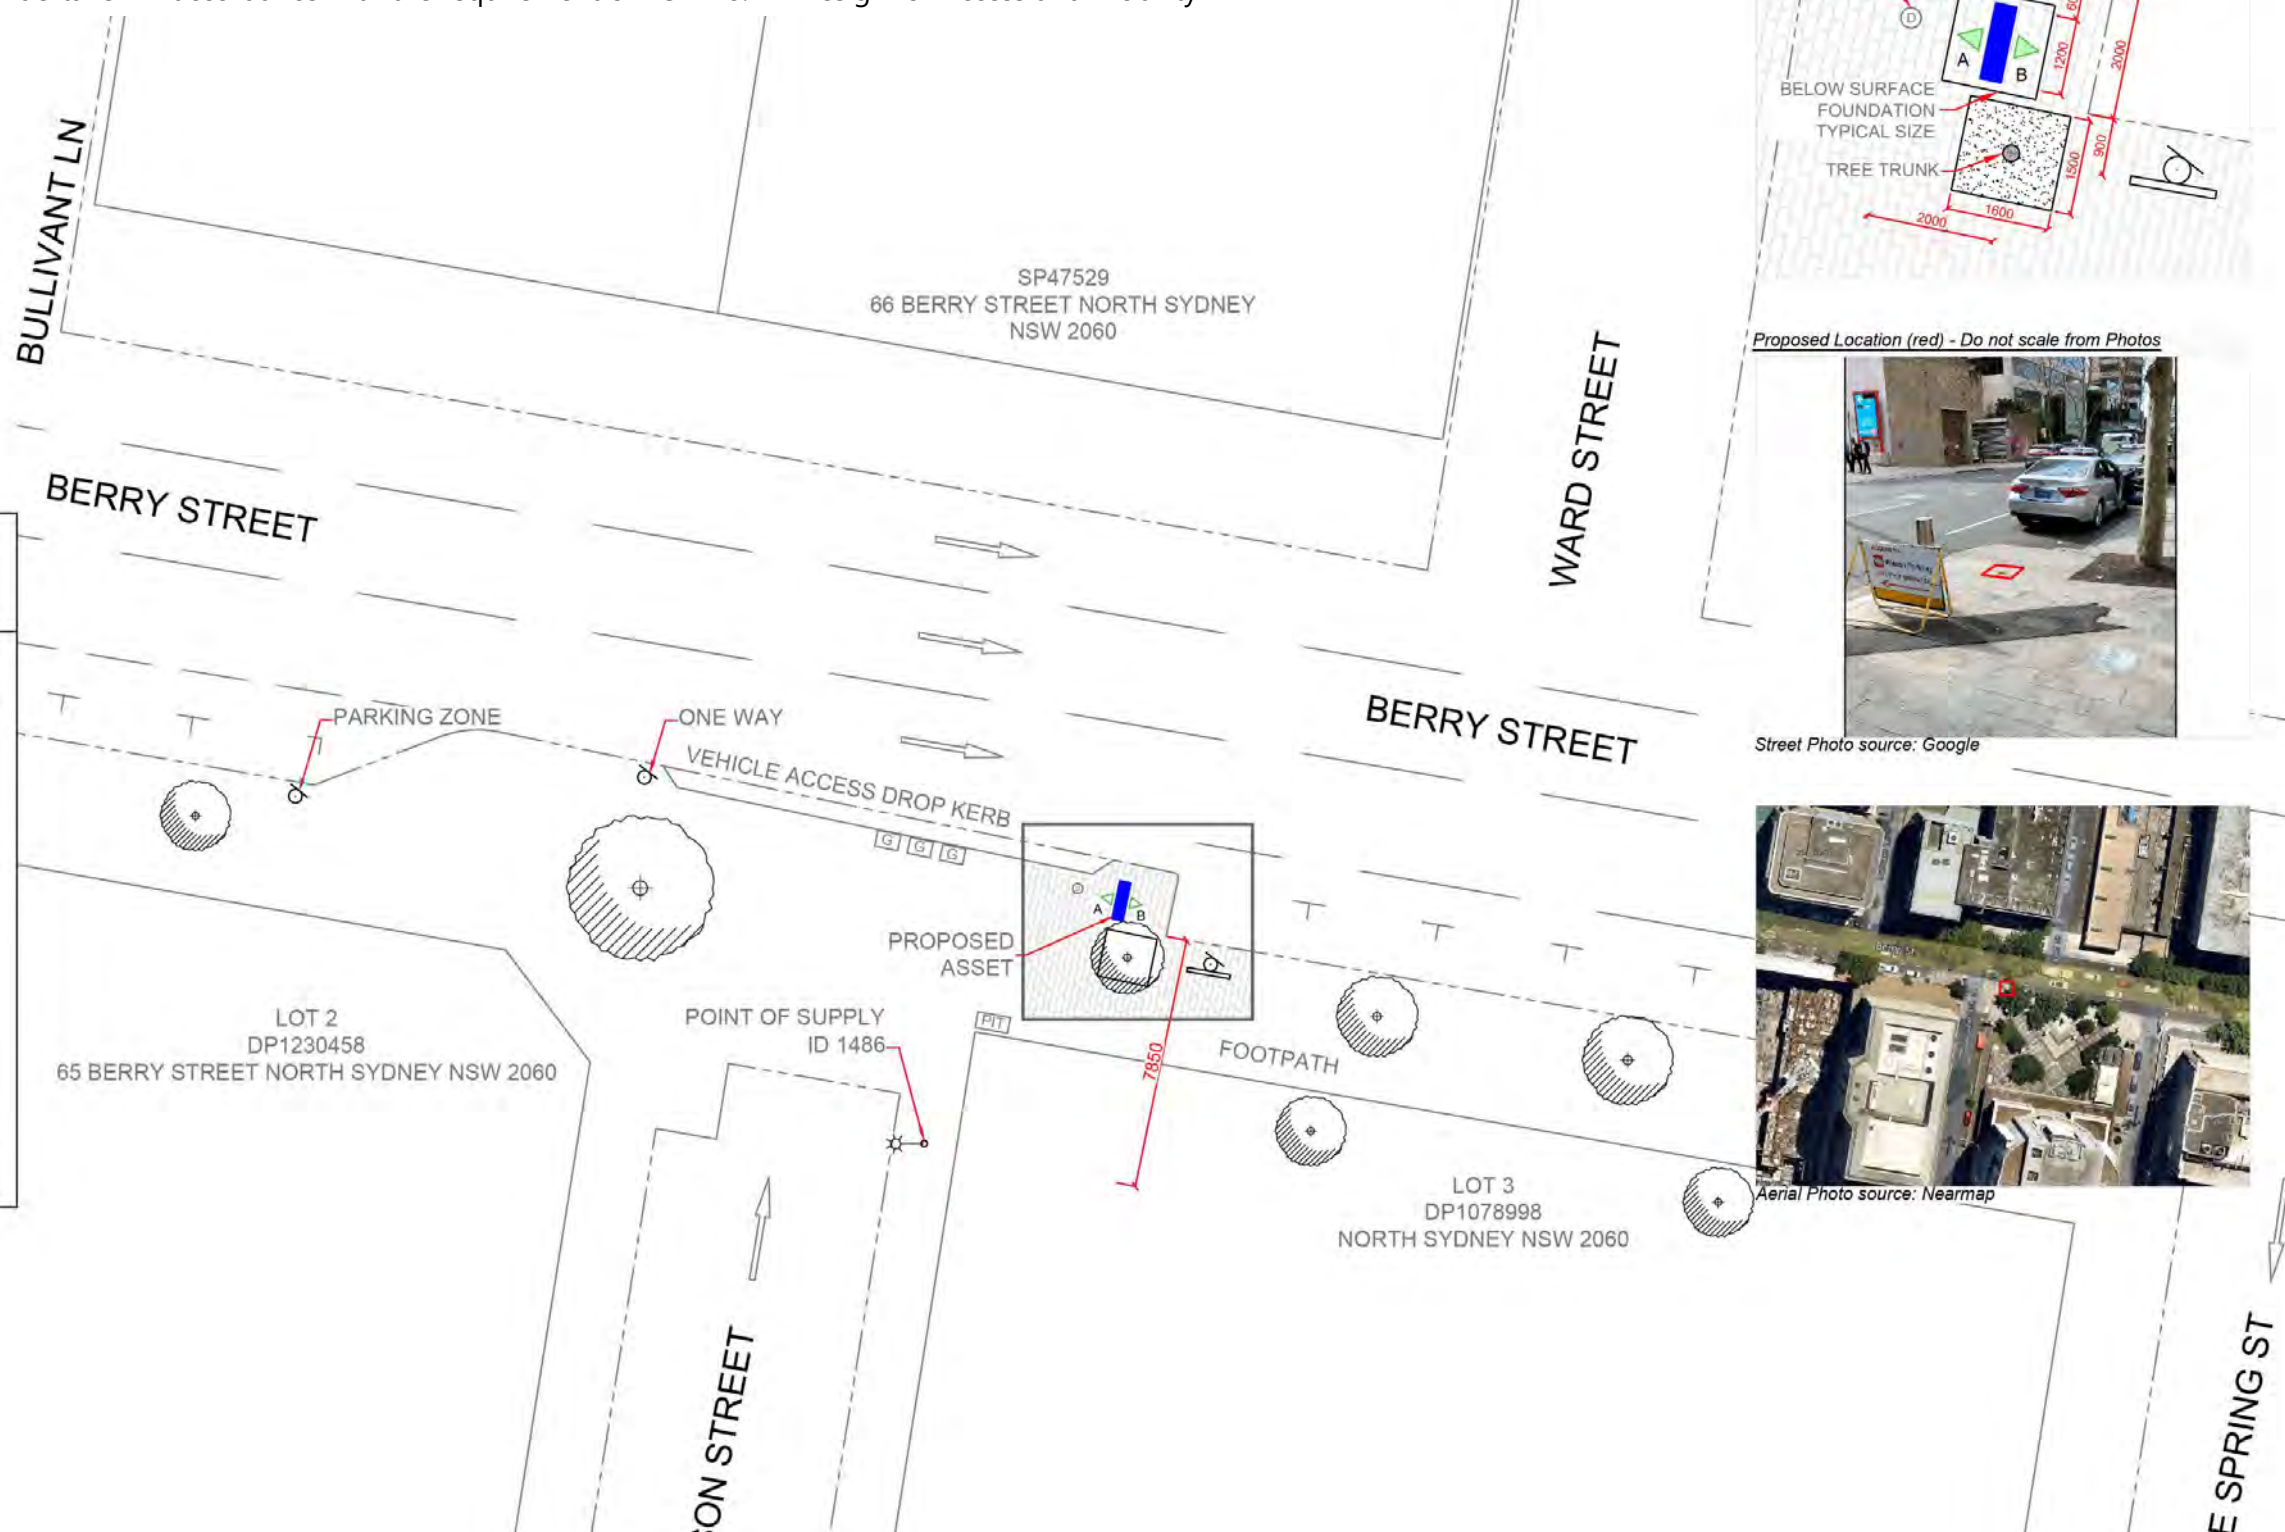 BULLIVANT LN
SP47529
66 BERRY STREET NORTH SYDNEY
NSW 2060
BERRY STREET
WARD STREET
BERRY STREET
PARKING ZONE
ONE WAY
VEHICLE ACCESS DROP KERB
G G G
D
A
B
PROPOSED
ASSET
PIT
POINT OF SUPPLY
ID 1486
7850
FOOTPATH
LOT 2
DP1230458
65 BERRY STREET NORTH SYDNEY NSW 2060
LOT 3
DP1078998
NORTH SYDNEY NSW 2060
ON STREET
SPRING ST
D
A
B
1200
2000
BELOW SURFACE
FOUNDATION
TYPICAL SIZE
TREE TRUNK
900
1500
1600
2000
Proposed Location (red) - Do not scale from Photos
Street Photo source: Google
Berry St
Aerial Photo source: Nearmap